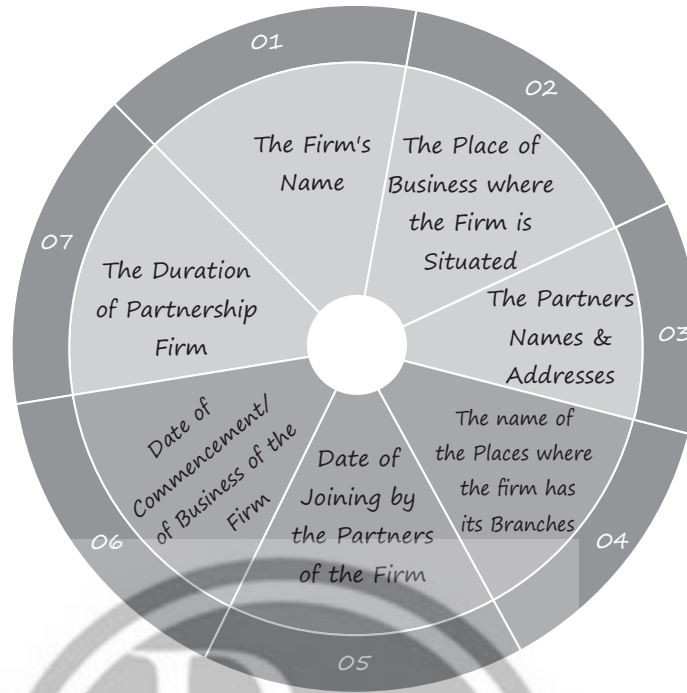 01
The Firm's
Name
02
The Place of
Business where
the Firm is
Situated
03
The Partners
Names &
Addresses
04
The name of
the Places where
the firm has
its Branches
05
Date of
Joining by
the Partners
of the Firm
06
Date of
Commencement/
of Business of the
Firm
07
The Duration
of Partnership
Firm